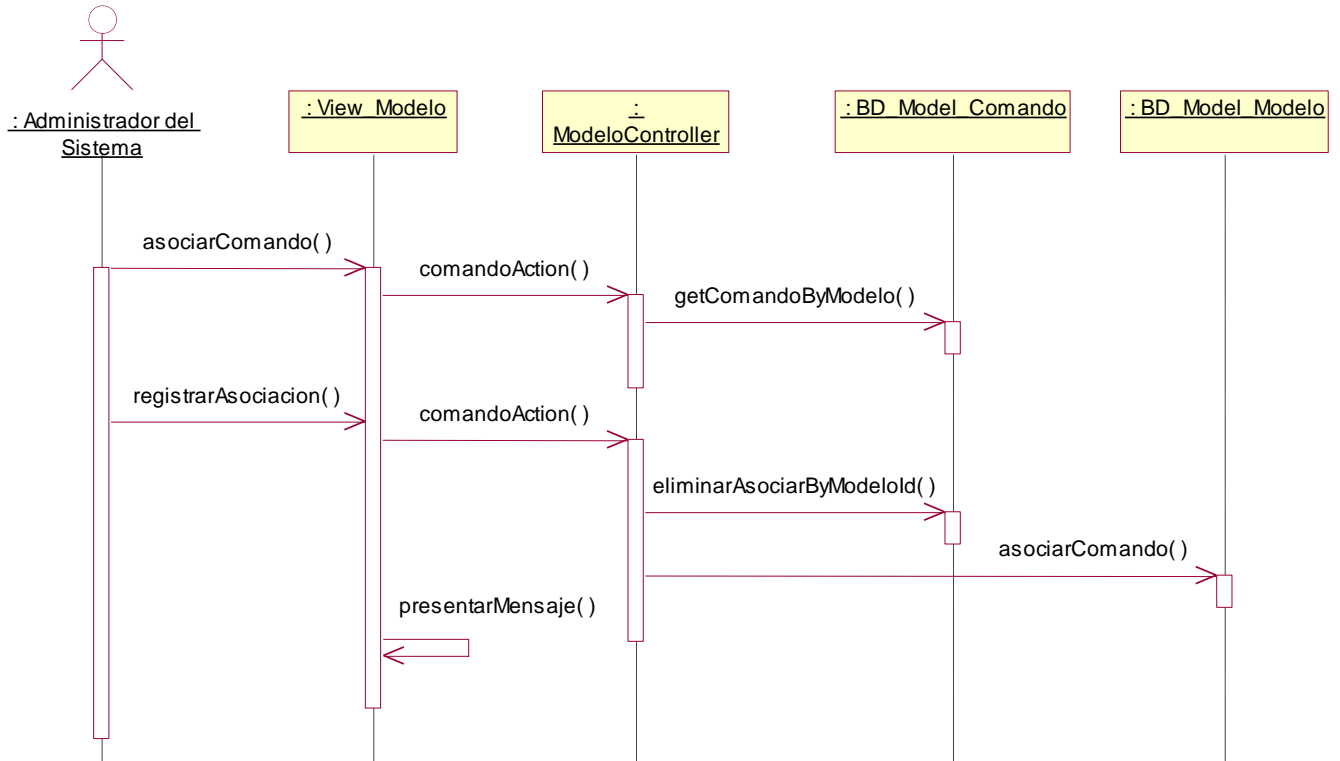 : Administrador del
Sistema
: View_Modelo
:
ModeloController
: BD_Model_Comando
: BD_Model_Modelo
asociarComando( )
comandoAction( )
getComandoByModelo( )
registrarAsociacion( )
comandoAction( )
eliminarAsociarByModeloId( )
asociarComando( )
presentarMensaje( )